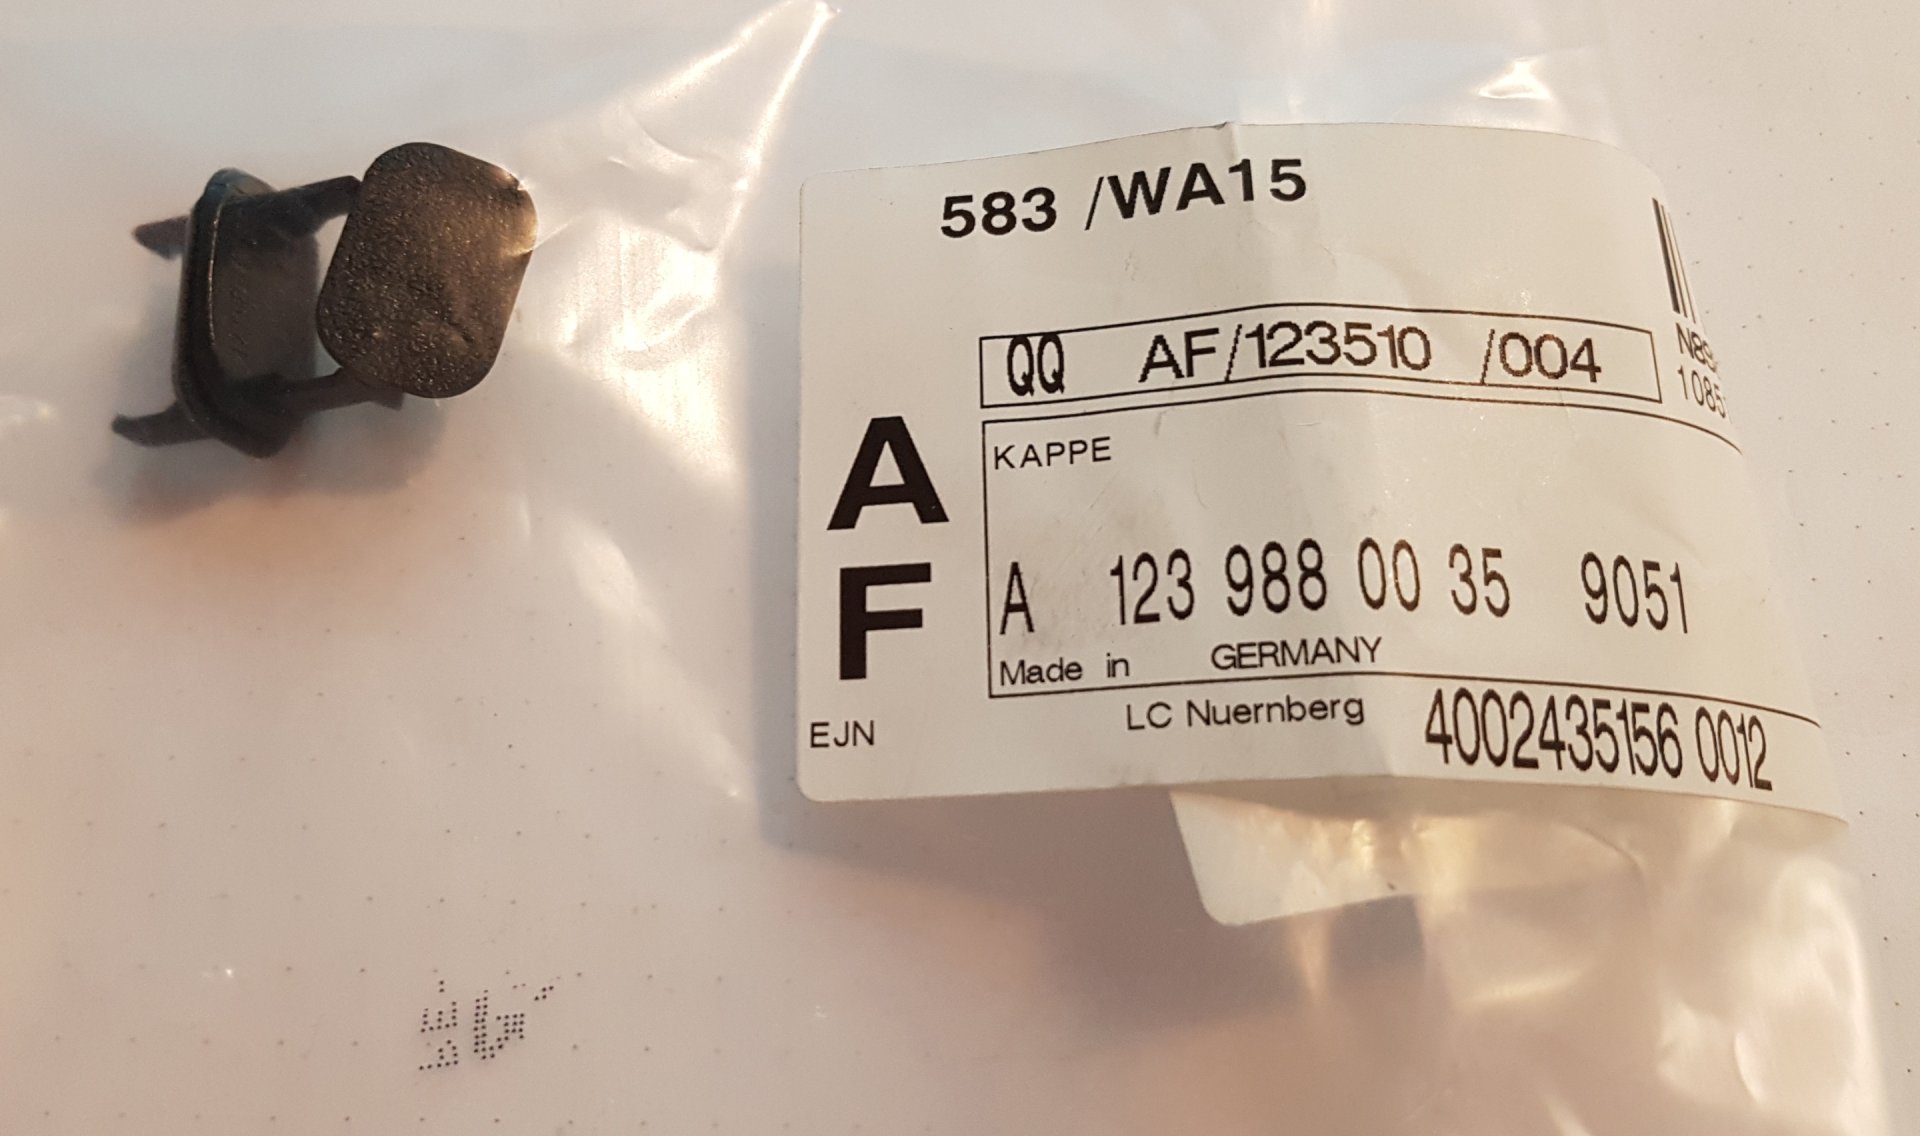 583 /WA15
QQ AF/123510 /004
1085
A
F
KAPPE
A 123 988 00 35 9051
Made in GERMANY
EJN
LC Nuernberg 4002435156 0012